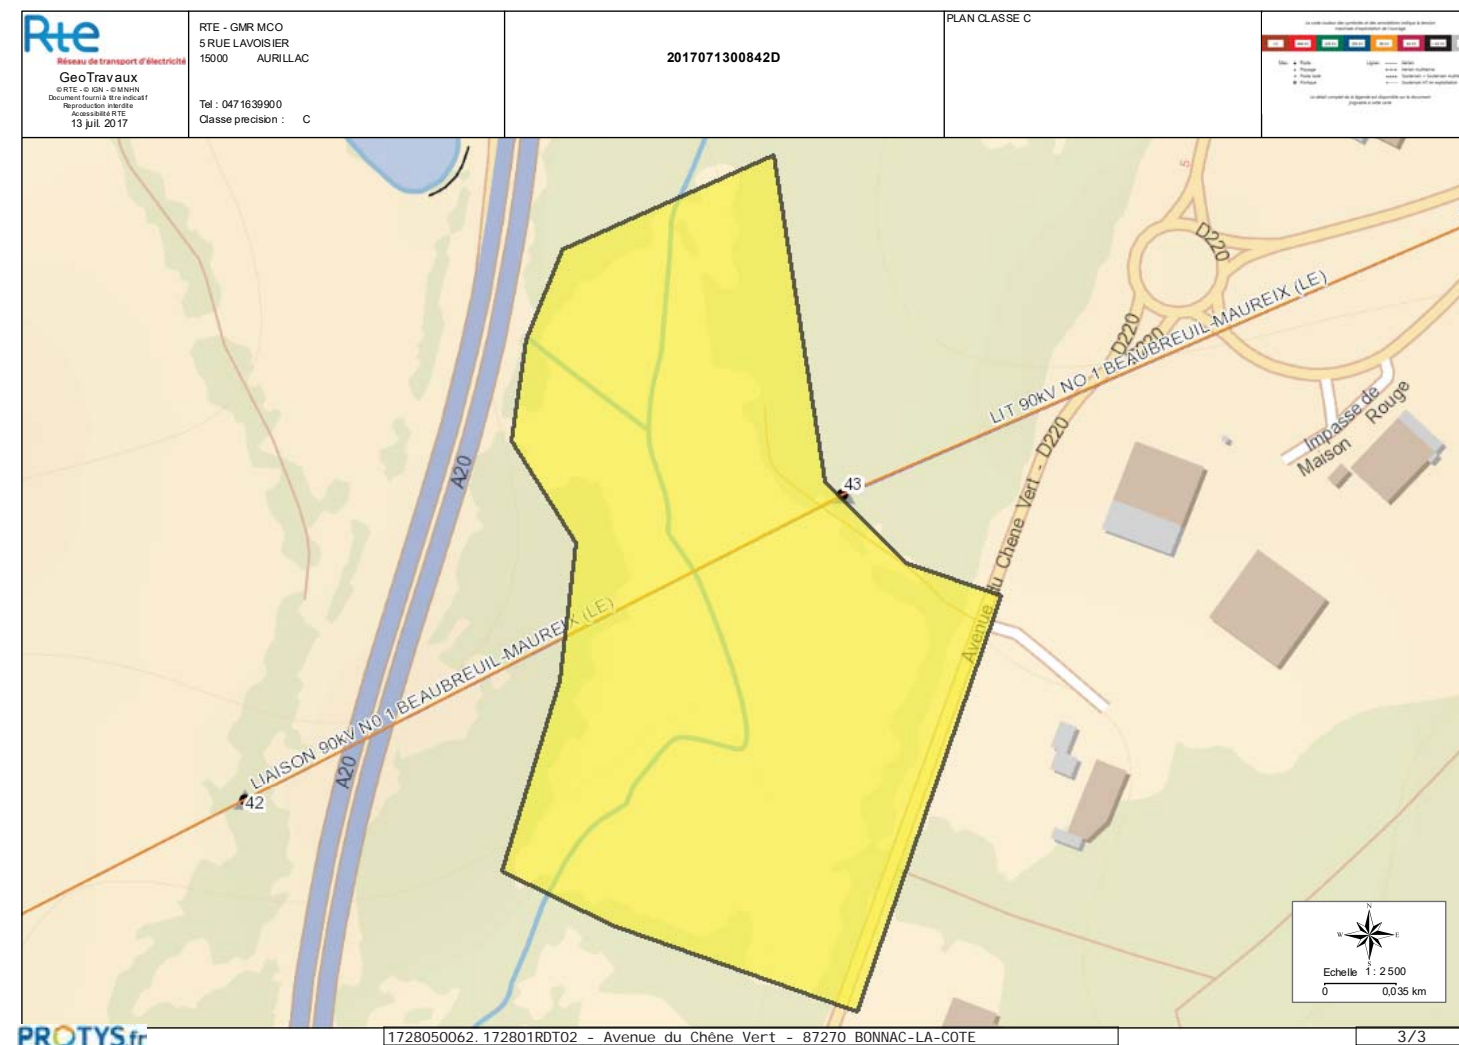 Rte
Réseau de transport d'électricité
GeoTravaux
© RTE - © IGN - © MNHN
Document fourni à titre indicatif
Reproduction interdite
Accessibilité RTE
13 juil. 2017
RTE - GMR MCO
5 RUE LAVOISIER
15000 AURILLAC
Tel : 0471639900
Classe precision : C
2017071300842D
PLAN CLASSE C
5
D220
LIT 90kV NO 1 BEAUBREUIL-MAUREIX (LE)
D220
D220
Impasse de
Maison Rouge
A20
43
Avenue du Chene Vert - D220
LIAISON 90kV NO 1 BEAUBREUIL-MAUREIX (LE)
A20
42
N
W E
S
Echelle 1 : 2 500
0 0,035 km
PROTYS.fr
1728050062.172801RDT02 - Avenue du Chêne Vert - 87270 BONNAC-LA-COTE
3/3